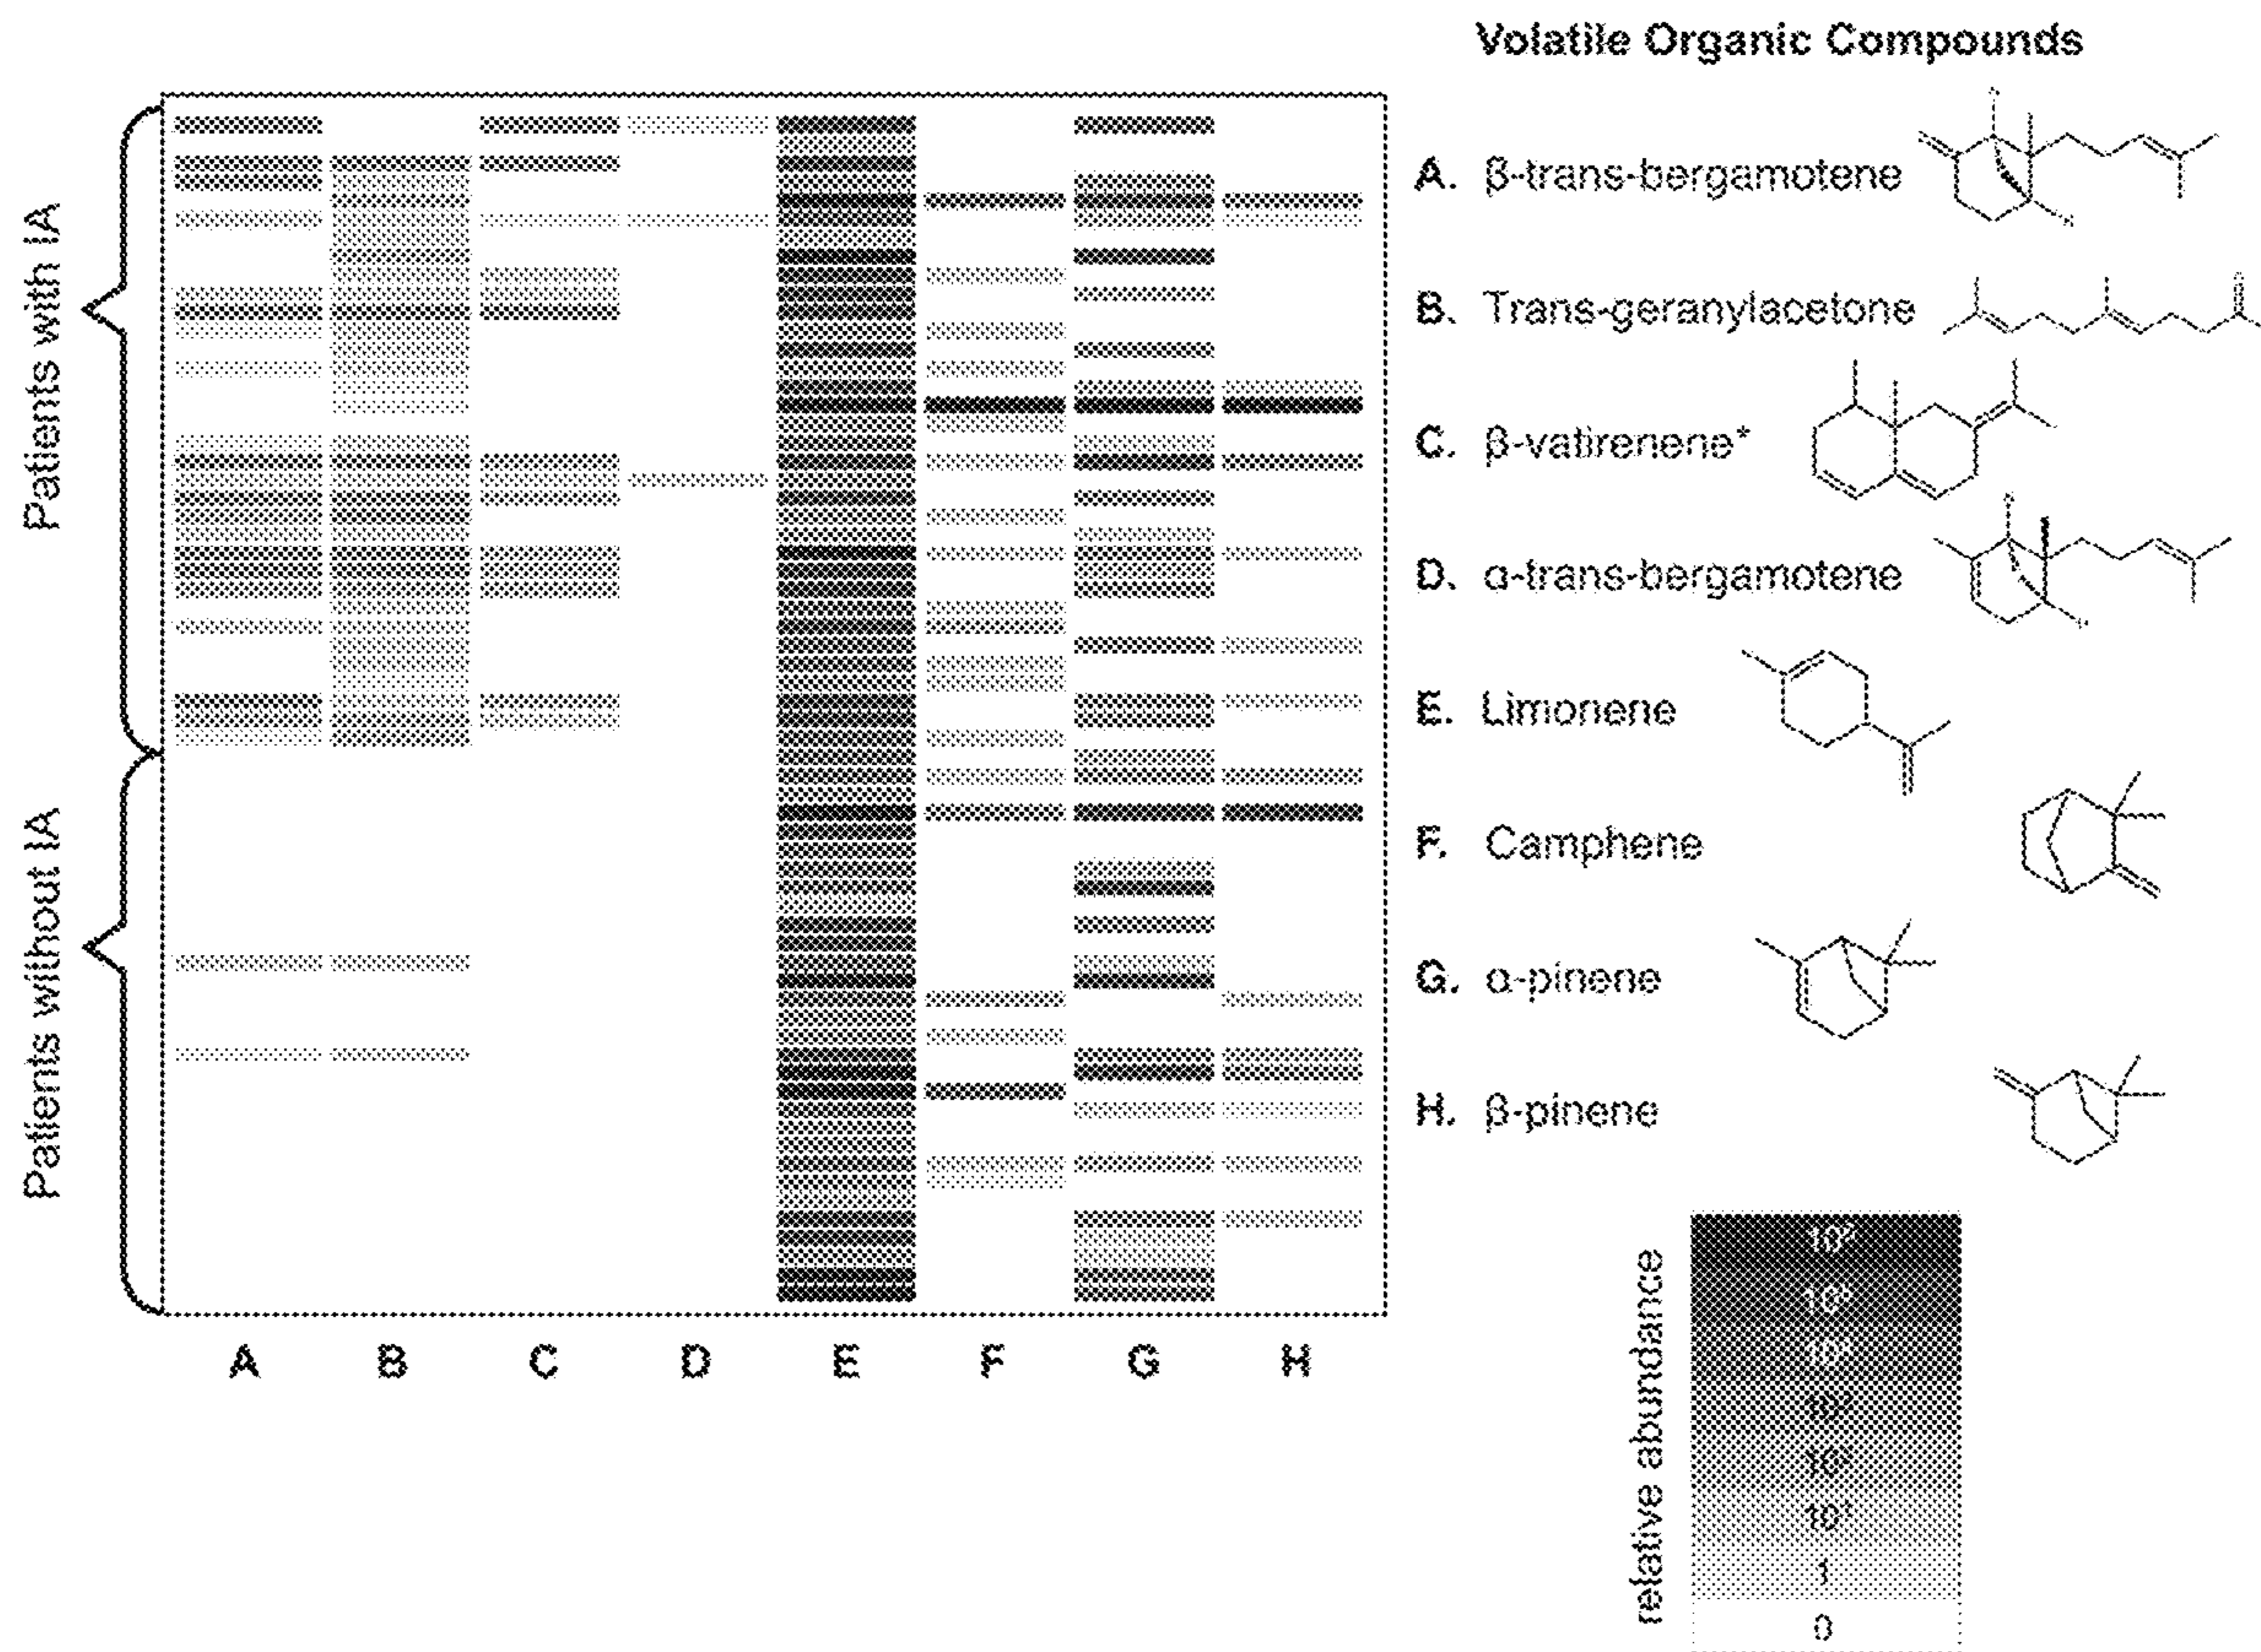 Volatile Organic Compounds
Patients with IA
Patients without IA
A. β-trans-bergamotene
B. Trans-geranylacetone
C. β-vatirenene*
D. α-trans-bergamotene
E. Limonene
F. Camphene
G. α-pinene
H. β-pinene
A B C D E F G H
relative abundance
1
0